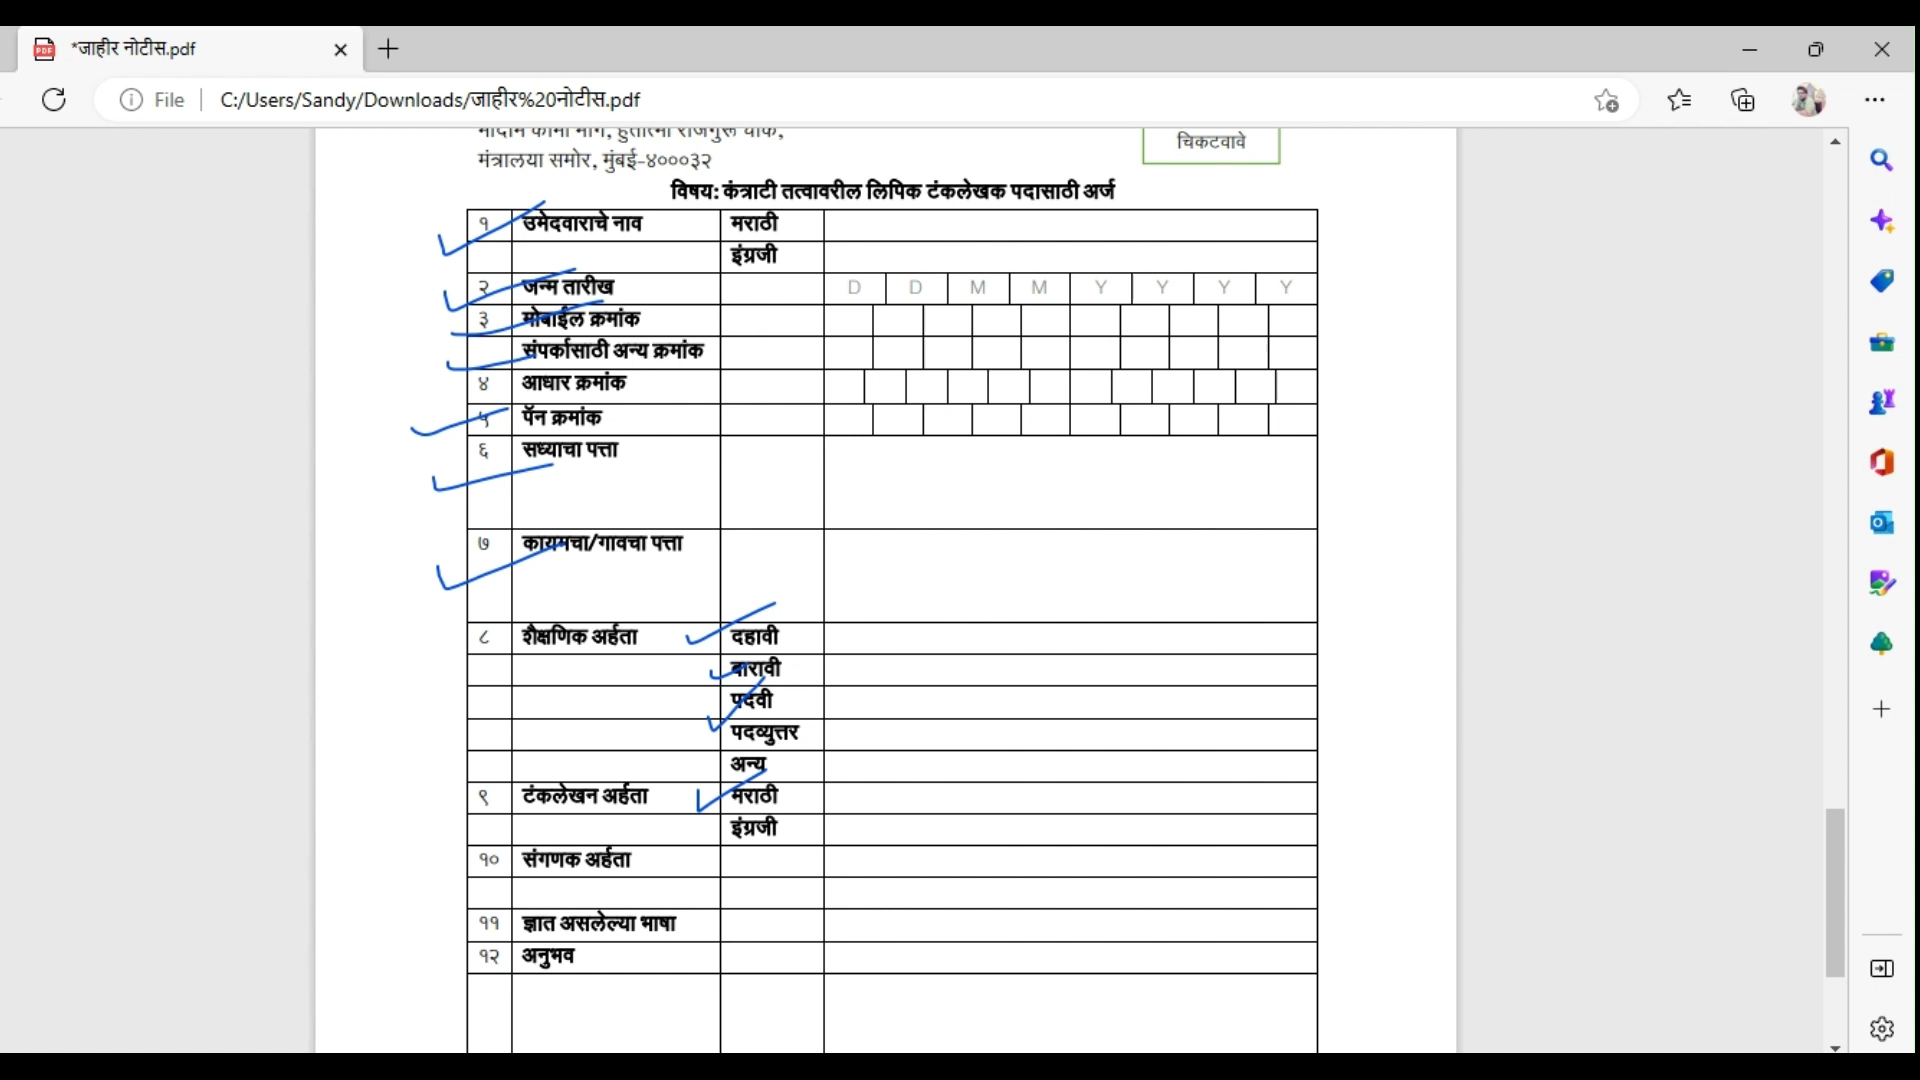 *जाहीर नोटीस.pdf
File C:/Users/Sandy/Downloads/जाहीर%20नोटीस.pdf
मादाम कामा मार्ग, हुतात्मा राजगुरू चौक,
मंत्रालया समोर, मुंबई-४०००३२
चिकटवावे
विषय: कंत्राटी तत्वावरील लिपिक टंकलेखक पदासाठी अर्ज
१ उमेदवाराचे नाव मराठी
इंग्रजी
२ जन्म तारीख D D M M Y Y Y Y
३ मोबाईल क्रमांक
संपर्कासाठी अन्य क्रमांक
४ आधार क्रमांक
५ पॅन क्रमांक
६ सध्याचा पत्ता
७ कायमचा/गावचा पत्ता
८ शैक्षणिक अर्हता दहावी
बारावी
पदवी
पदव्युत्तर
अन्य
९ टंकलेखन अर्हता मराठी
इंग्रजी
१० संगणक अर्हता
११ ज्ञात असलेल्या भाषा
१२ अनुभव